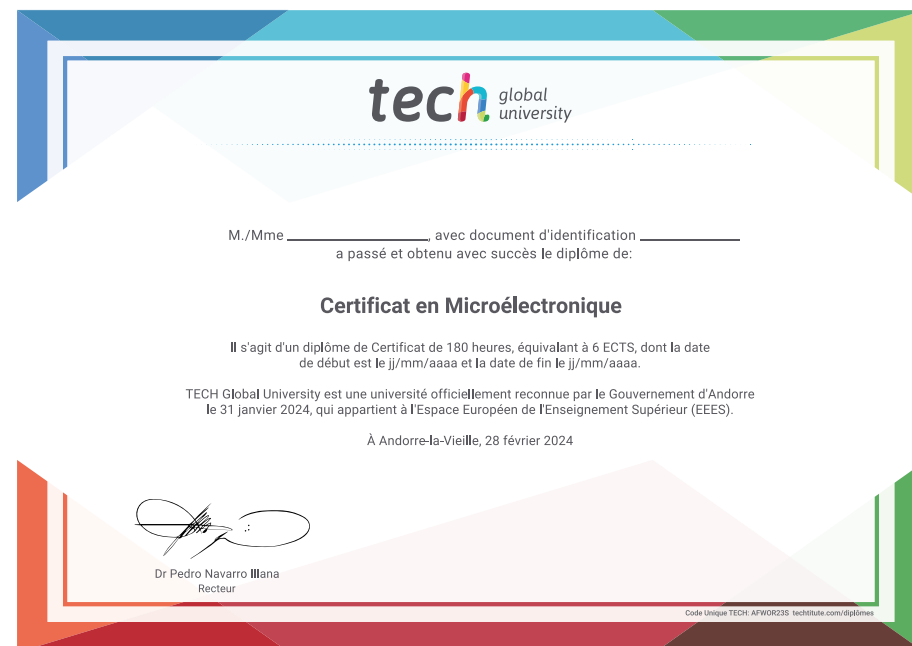 tech global university
M./Mme ____________________, avec document d'identification ______________
a passé et obtenu avec succès le diplôme de:
Certificat en Microélectronique
Il s'agit d'un diplôme de Certificat de 180 heures, équivalant à 6 ECTS, dont la date
de début est le jj/mm/aaaa et la date de fin le jj/mm/aaaa.
TECH Global University est une université officiellement reconnue par le Gouvernement d'Andorre
le 31 janvier 2024, qui appartient à l'Espace Européen de l'Enseignement Supérieur (EEES).
À Andorre-la-Vieille, 28 février 2024
Dr Pedro Navarro Illana
Recteur
Code Unique TECH: AFWOR23S techtitute.com/diplômes